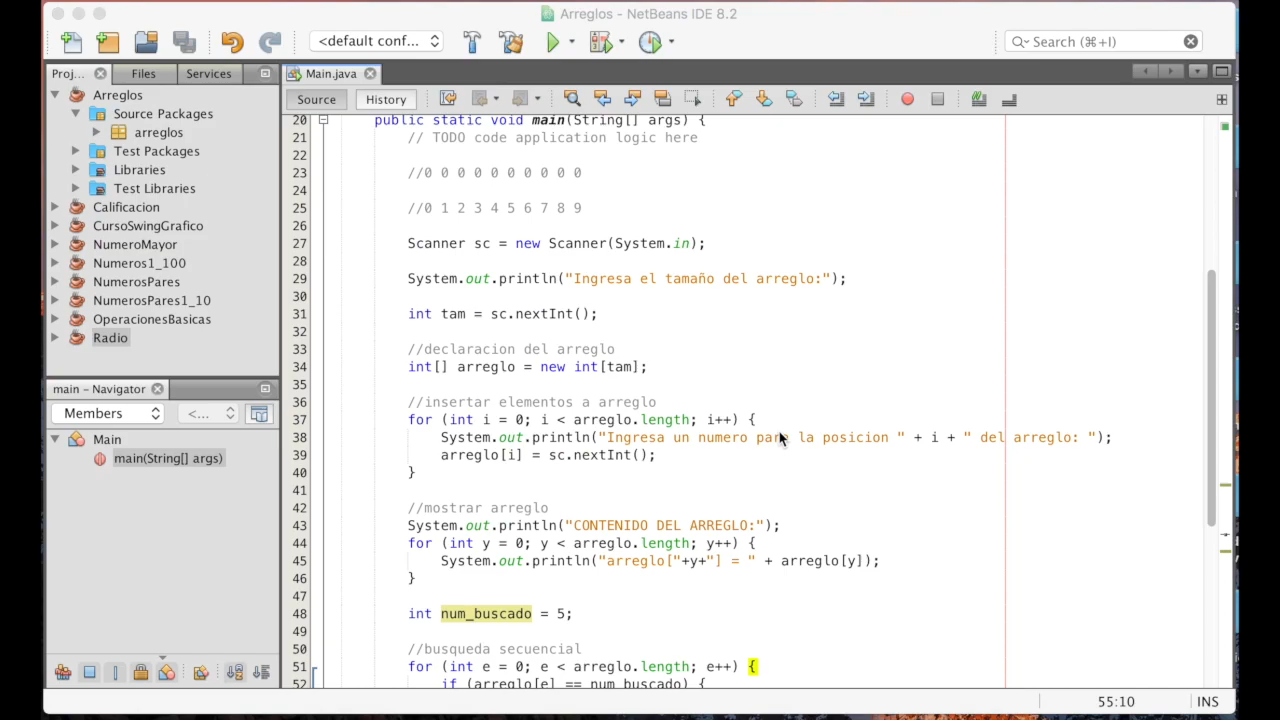 Arreglos - NetBeans IDE 8.2
<default conf...
Search (⌘+I)
Proj...
Files
Services
Main.java
Source
History
Arreglos
Source Packages
arreglos
Test Packages
Libraries
Test Libraries
Calificacion
CursoSwingGrafico
NumeroMayor
Numeros1_100
NumerosPares
NumerosPares1_10
OperacionesBasicas
Radio
main - Navigator
Members
<...
Main
main(String[] args)
20 public static void main(String[] args) {
21 // TODO code application logic here
22
23 //0 0 0 0 0 0 0 0 0 0
24
25 //0 1 2 3 4 5 6 7 8 9
26
27 Scanner sc = new Scanner(System.in);
28
29 System.out.println("Ingresa el tamaño del arreglo:");
30
31 int tam = sc.nextInt();
32
33 //declaracion del arreglo
34 int[] arreglo = new int[tam];
35
36 //insertar elementos a arreglo
37 for (int i = 0; i < arreglo.length; i++) {
38 System.out.println("Ingresa un numero para la posicion " + i + " del arreglo: ");
39 arreglo[i] = sc.nextInt();
40 }
41
42 //mostrar arreglo
43 System.out.println("CONTENIDO DEL ARREGLO:");
44 for (int y = 0; y < arreglo.length; y++) {
45 System.out.println("arreglo["+y+"] = " + arreglo[y]);
46 }
47
48 int num_buscado = 5;
49
50 //busqueda secuencial
51 for (int e = 0; e < arreglo.length; e++) {
52 if (arreglo[e] == num_buscado) {
55:10
INS